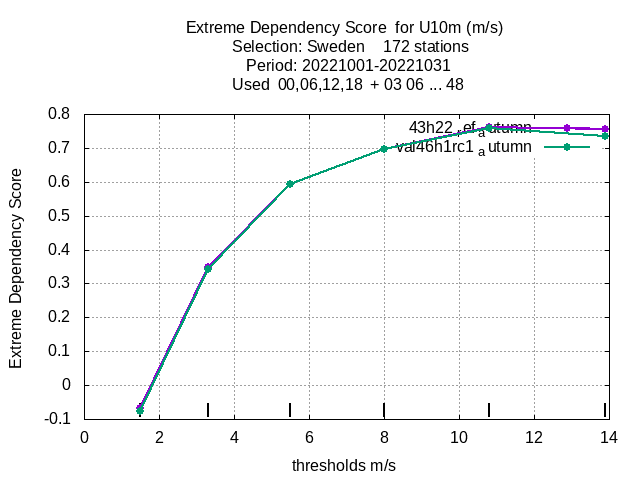 Extreme Dependency Score for U10m (m/s)
Selection: Sweden 172 stations
Period: 20221001-20221031
Used 00,06,12,18 + 03 06 ... 48
Extreme Dependency Score
0.8
0.7
0.6
0.5
0.4
0.3
0.2
0.1
0
-0.1
43h22_ref_autumn
val46h1rc1_autumn
0 2 4 6 8 10 12 14
thresholds m/s